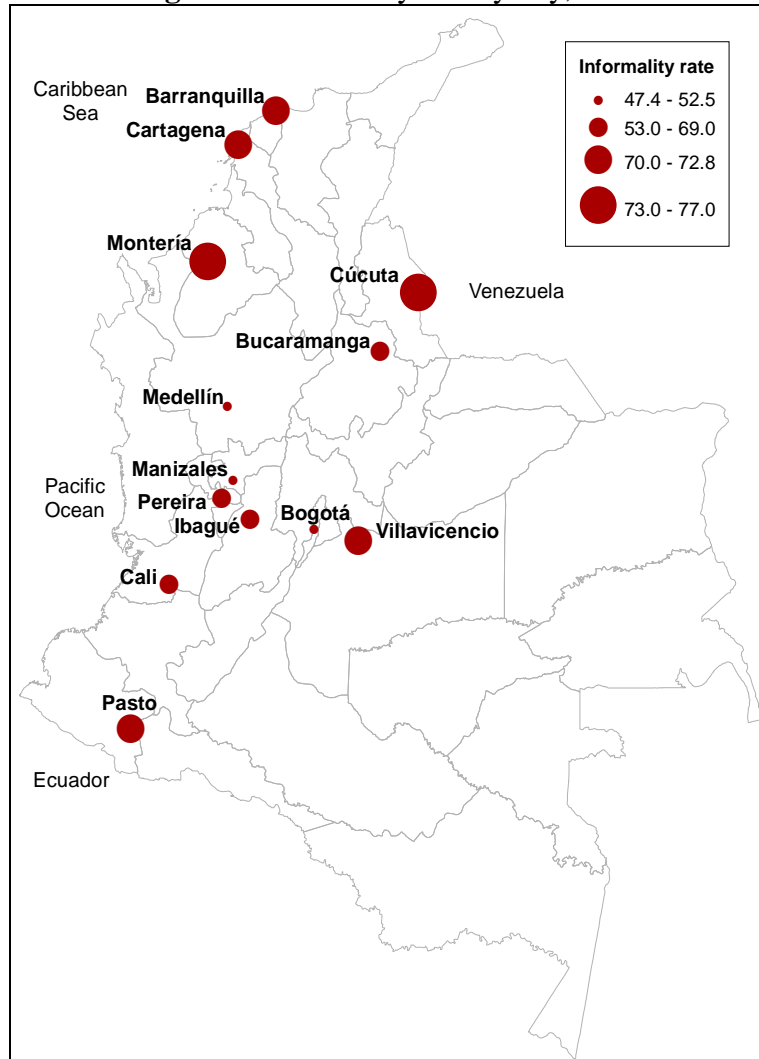 Informality rate
47.4 - 52.5
53.0 - 69.0
70.0 - 72.8
73.0 - 77.0
Caribbean
Sea
Barranquilla
Cartagena
Montería
Cúcuta
Venezuela
Bucaramanga
Medellín
Manizales
Pacific
Ocean
Pereira
Ibagué
Bogotá
Villavicencio
Cali
Pasto
Ecuador